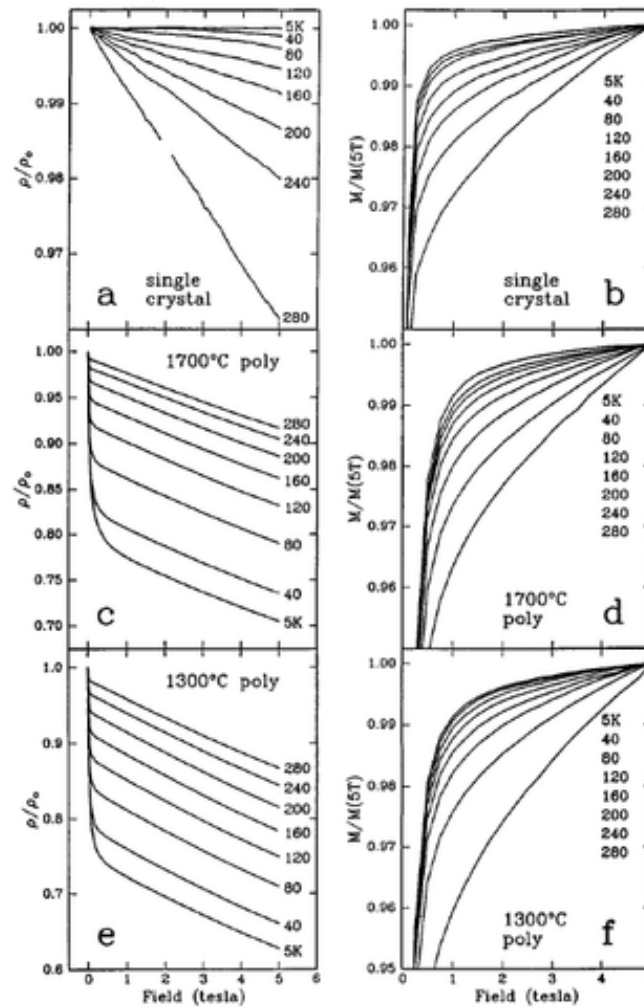 1.00
0.99
0.98
0.97
ρ/ρ₀
5K
40
80
120
160
200
240
280
a
single
crystal
1.00
0.99
0.98
0.97
0.96
M/M(5T)
5K
40
80
120
160
200
240
280
single
crystal
b
1.00
0.95
0.90
0.85
0.80
0.75
0.70
ρ/ρ₀
1700°C poly
280
240
200
160
120
80
40
5K
c
1.00
0.99
0.98
0.97
0.96
M/M(5T)
5K
40
80
120
160
200
240
280
1700°C
poly
d
1.0
0.9
0.8
0.7
0.6
ρ/ρ₀
1300°C poly
280
240
200
160
120
80
40
5K
e
0 1 2 3 4 5 6
Field (tesla)
1.00
0.99
0.98
0.97
0.96
0.95
M/M(5T)
5K
40
80
120
160
200
240
280
1300°C
poly
f
0 1 2 3 4
Field (tesla)